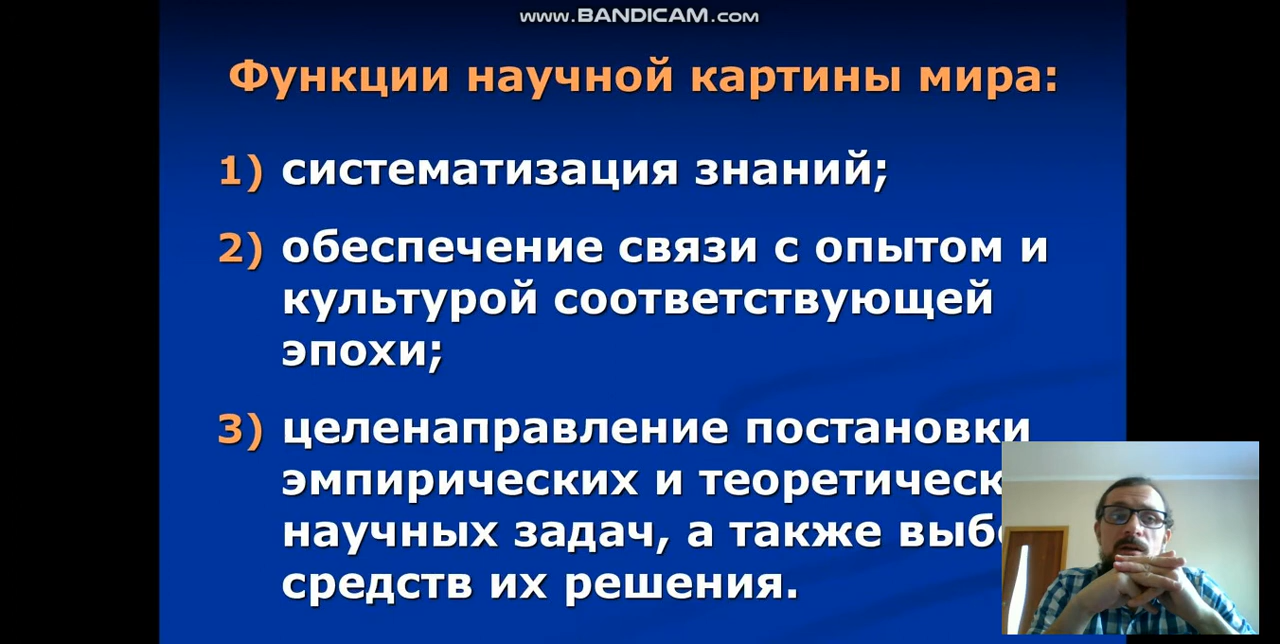 www.BANDICAM.com
Функции научной картины мира:
1) систематизация знаний;
2) обеспечение связи с опытом и
культурой соответствующей
эпохи;
3) целенаправление постановки
эмпирических и
научных задач, а также
средств их решения.